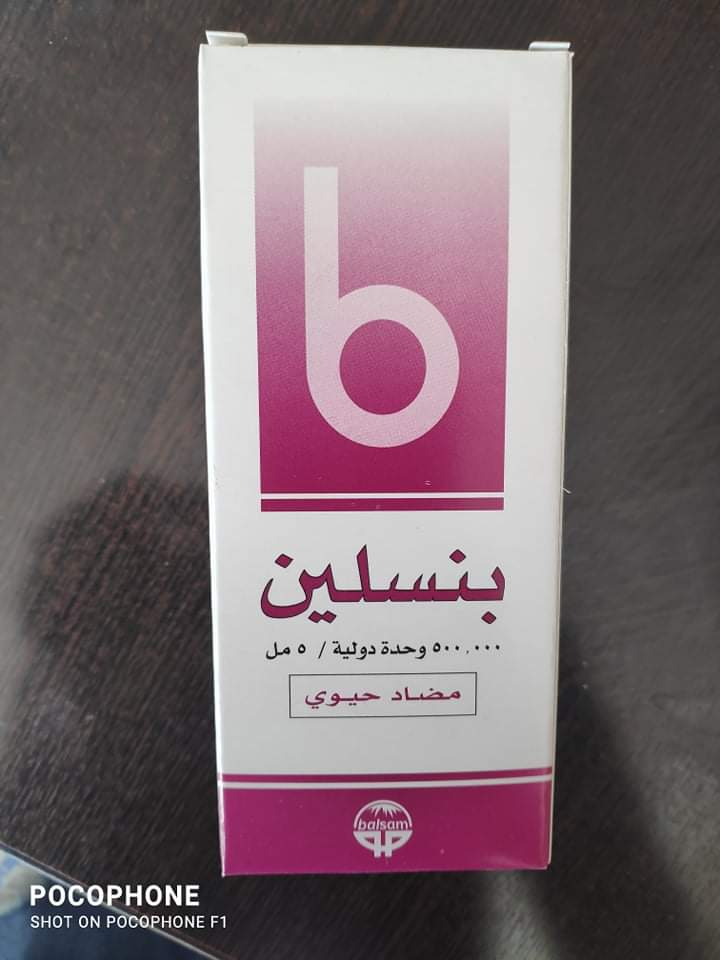 b
بنسلين
٥٠٠,٠٠٠ وحدة دولية / ٥ مل
مضاد حيوي
balsam
POCOPHONE
SHOT ON POCOPHONE F1